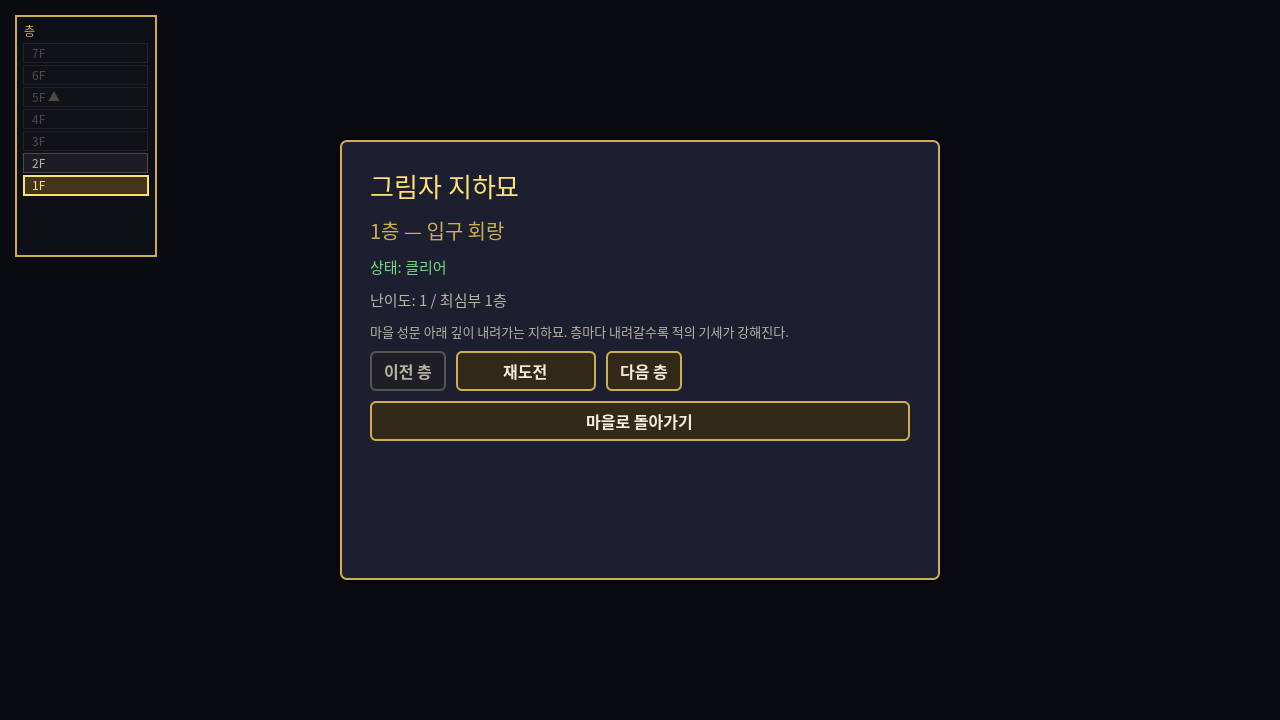 층
7F
6F
5F ▲
4F
3F
2F
1F
그림자 지하묘
1층 — 입구 회랑
상태: 클리어
난이도: 1 / 최심부 1층
마을 성문 아래 깊이 내려가는 지하묘. 층마다 내려갈수록 적의 기세가 강해진다.
이전 층 재도전 다음 층
마을로 돌아가기